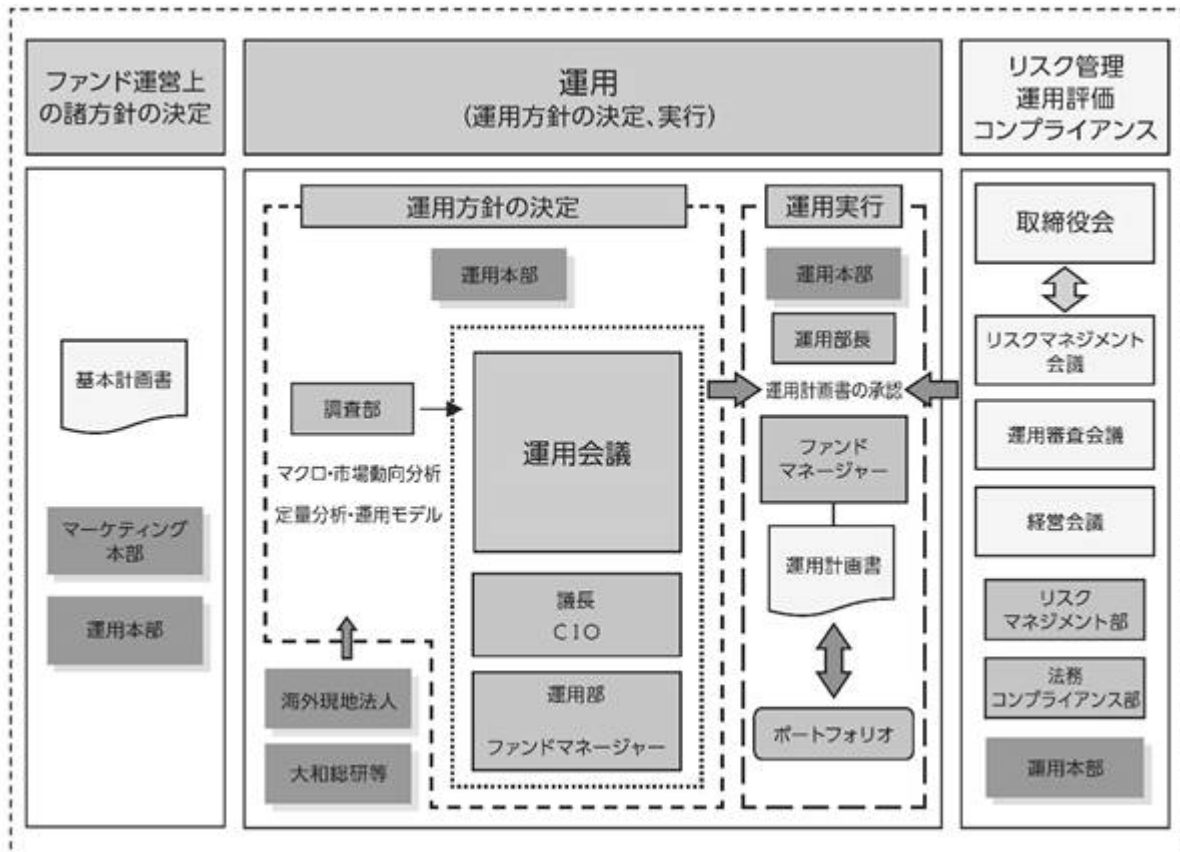 ファンド運営上
の諸方針の決定
運用
(運用方針の決定、実行)
リスク管理
運用評価
コンプライアンス
基本計画書
マーケティング
本部
運用本部
運用方針の決定
運用本部
調査部
マクロ・市場動向分析
定量分析・運用モデル
海外現地法人
大和総研等
運用会議
議長
CIO
運用部
ファンドマネージャー
運用実行
運用本部
運用部長
運用計画書の承認
ファンド
マネージャー
運用計画書
ポートフォリオ
取締役会
リスクマネジメント
会議
運用審査会議
経営会議
リスク
マネジメント部
法務
コンプライアンス部
運用本部